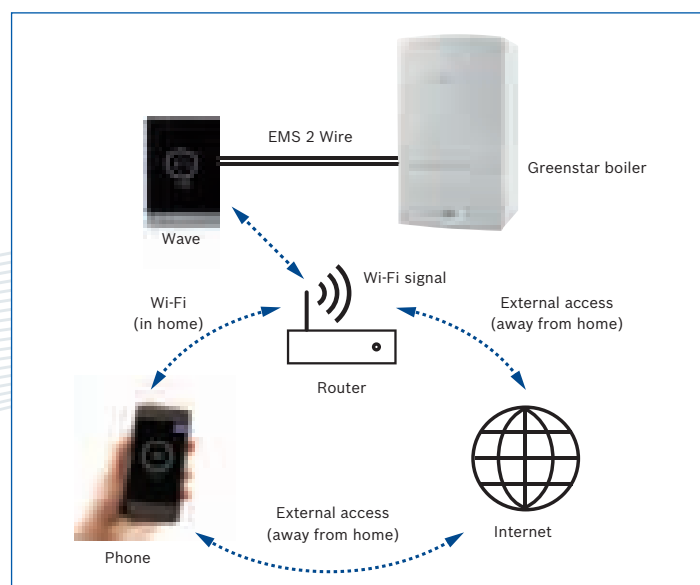 EMS 2 Wire
Greenstar boiler
Wave
Wi-Fi signal
Wi-Fi
(in home)
External access
(away from home)
Router
External access
(away from home)
Internet
Phone